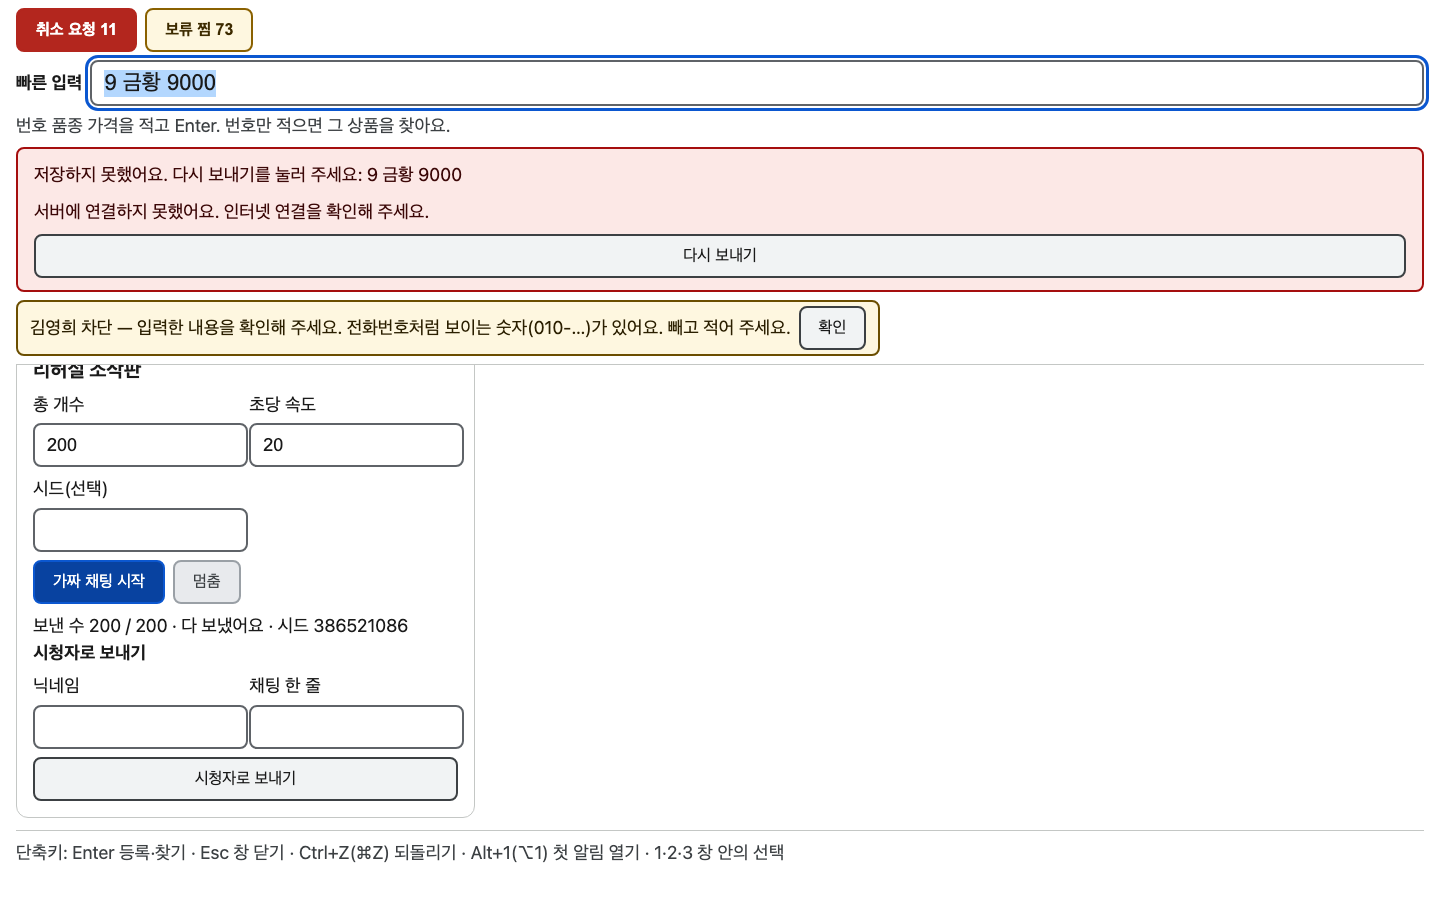 취소 요청 11 보류 찜 73
빠른 입력 9 금황 9000
번호 품종 가격을 적고 Enter. 번호만 적으면 그 상품을 찾아요.
저장하지 못했어요. 다시 보내기를 눌러 주세요: 9 금황 9000
서버에 연결하지 못했어요. 인터넷 연결을 확인해 주세요.
다시 보내기
김영희 차단 — 입력한 내용을 확인해 주세요. 전화번호처럼 보이는 숫자(010-...)가 있어요. 빼고 적어 주세요. 확인
리허설 조작판
총 개수 초당 속도
200 20
시드(선택)
가짜 채팅 시작 멈춤
보낸 수 200 / 200 · 다 보냈어요 · 시드 386521086
시청자로 보내기
닉네임 채팅 한 줄
시청자로 보내기
단축키: Enter 등록·찾기 · Esc 창 닫기 · Ctrl+Z(⌘Z) 되돌리기 · Alt+1(⌥1) 첫 알림 열기 · 1·2·3 창 안의 선택